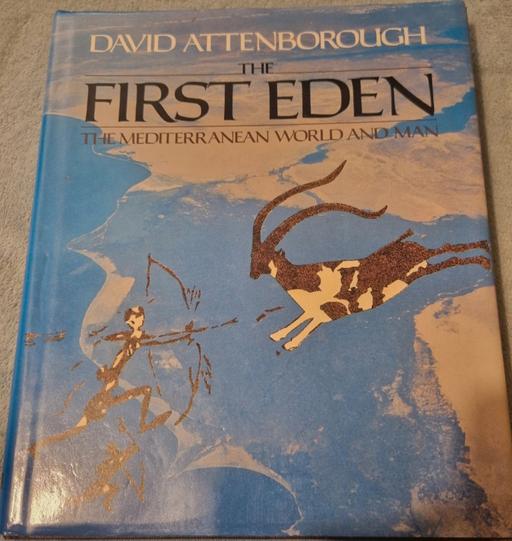 DAVID ATTENBOROUGH
THE
FIRST EDEN
THE MEDITERRANEAN WORLD AND MAN